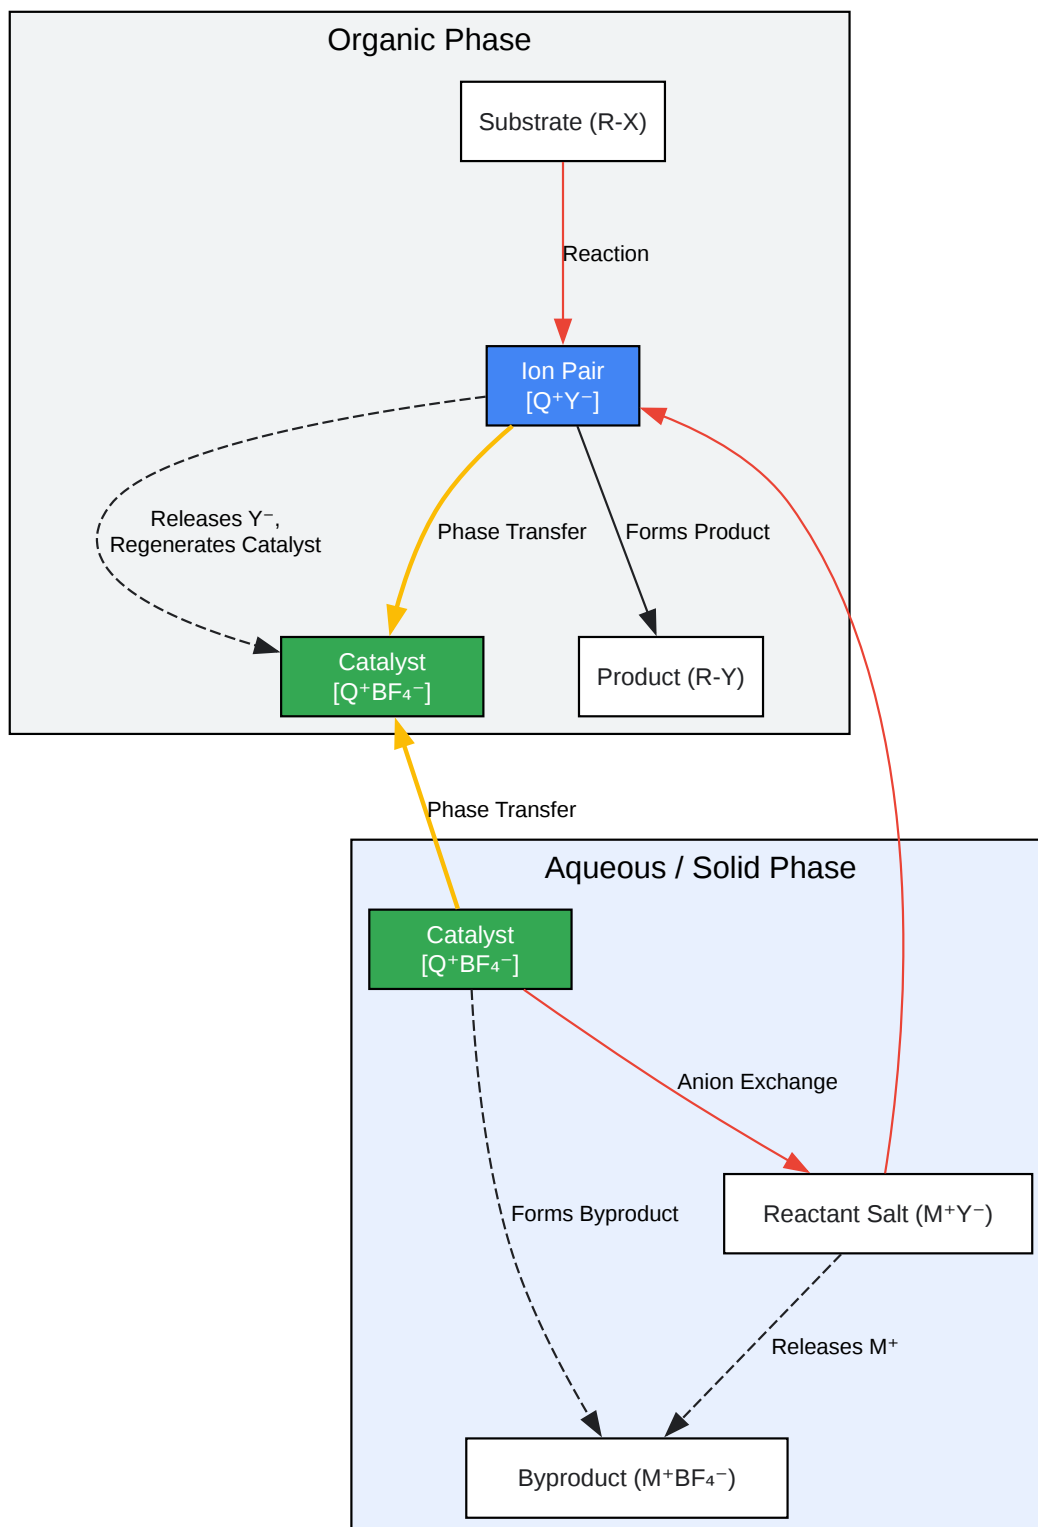 Organic Phase
Substrate (R-X)
Reaction
Ion Pair
[Q⁺Y⁻]
Releases Y⁻,
Regenerates Catalyst
Phase Transfer
Forms Product
Catalyst
[Q⁺BF₄⁻]
Product (R-Y)
Phase Transfer
Aqueous / Solid Phase
Catalyst
[Q⁺BF₄⁻]
Anion Exchange
Reactant Salt (M⁺Y⁻)
Forms Byproduct
Releases M⁺
Byproduct (M⁺BF₄⁻)